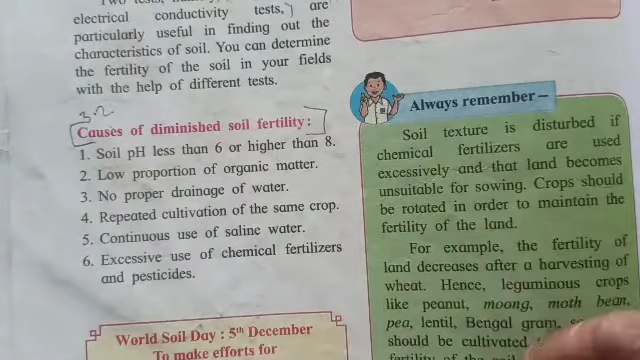 electrical conductivity tests,) are
particularly useful in finding out the
characteristics of soil. You can determine
the fertility of the soil in your fields
with the help of different tests.
3.2
Causes of diminished soil fertility:
1. Soil pH less than 6 or higher than 8.
2. Low proportion of organic matter.
3. No proper drainage of water.
4. Repeated cultivation of the same crop.
5. Continuous use of saline water.
6. Excessive use of chemical fertilizers
and pesticides.
World Soil Day : 5th December
To make efforts for
Always remember –
Soil texture is disturbed if
chemical fertilizers are used
excessively and that land becomes
unsuitable for sowing. Crops should
be rotated in order to maintain the
fertility of the land.
For example, the fertility of
land decreases after a harvesting of
wheat. Hence, leguminous crops
like peanut, moong, moth bean,
pea, lentil, Bengal gram,
should be cultivated
fertility of the